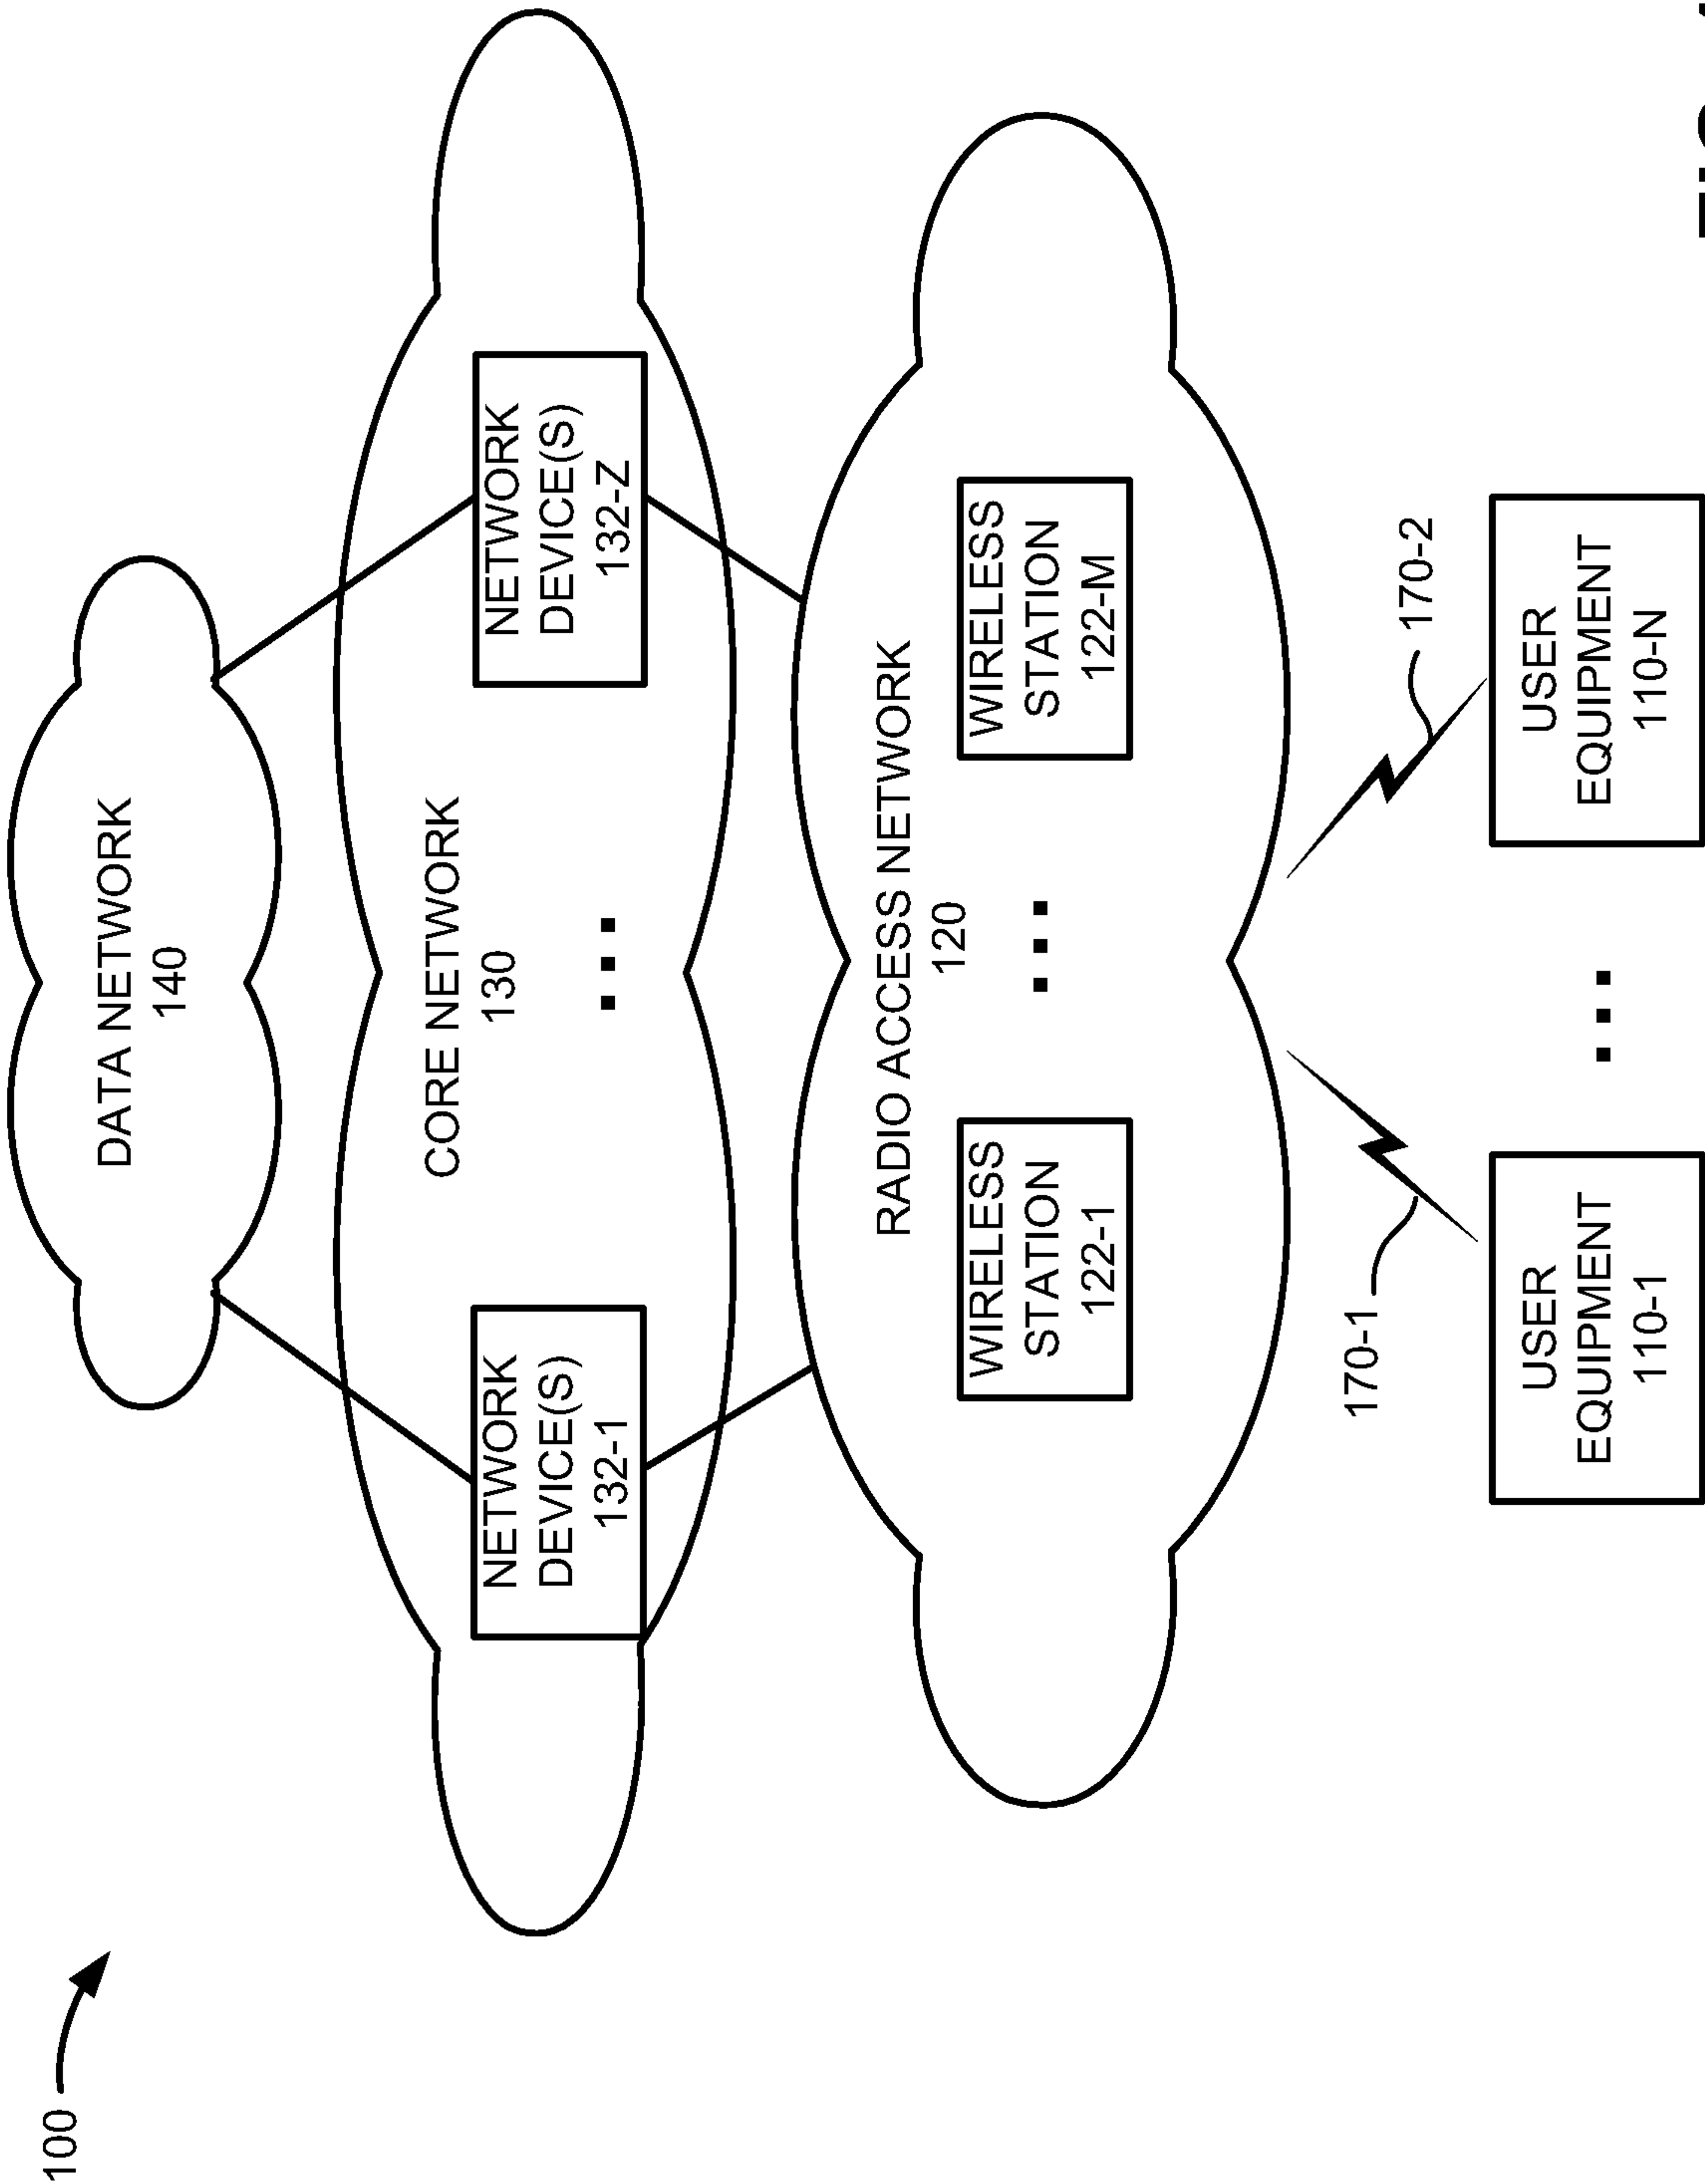 100
DATA NETWORK
140
CORE NETWORK
130
NETWORK
DEVICE(S)
132-1
NETWORK
DEVICE(S)
132-Z
RADIO ACCESS NETWORK
120
WIRELESS
STATION
122-1
WIRELESS
STATION
122-M
170-1
170-2
USER
EQUIPMENT
110-1
USER
EQUIPMENT
110-N